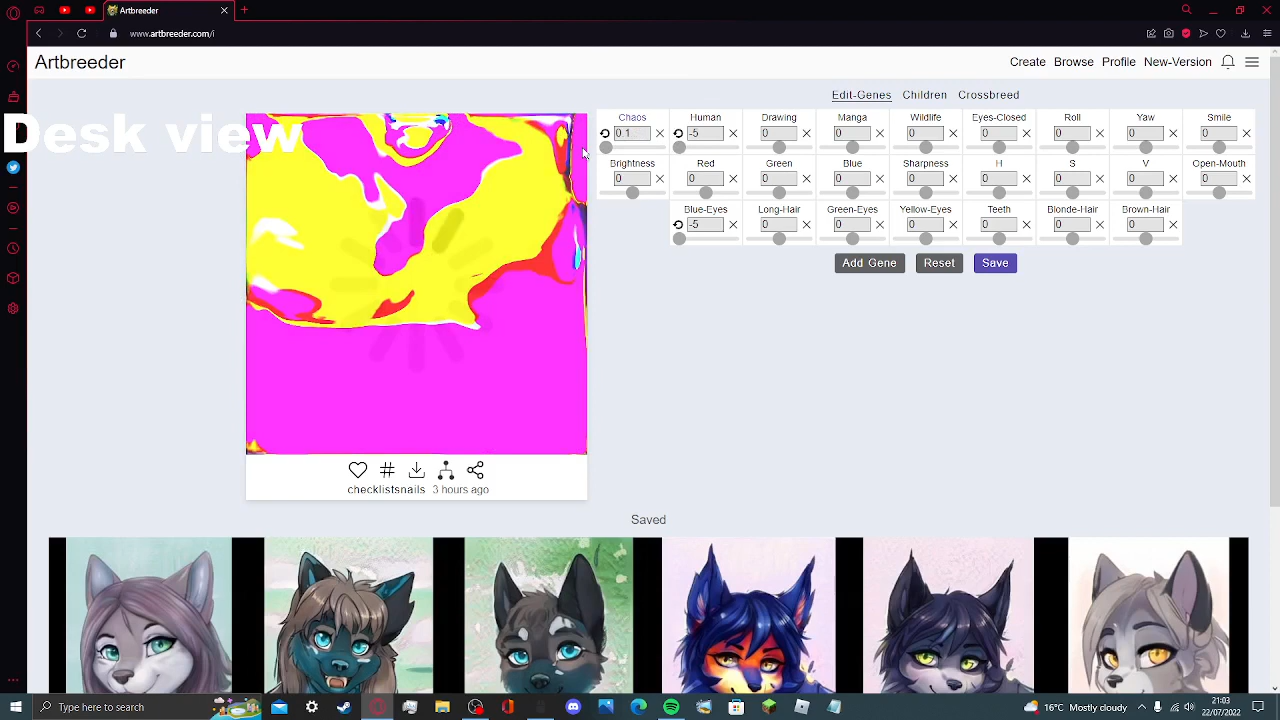 Artbreeder
www.artbreeder.com/i
Artbreeder
Create Browse Profile New-Version
Edit-Genes Children Crossbreed
Desk view
Chaos Human Drawing Manga Wildlife Eyes-Closed Roll Yaw Smile
0.1 -5 0 0 0 0 0 0 0
Brightness Red Green Blue Sharpness H S V Open-Mouth
0 0 0 0 0 0 0 0 0
Blue-Eyes Long-Hair Green-Eyes Yellow-Eyes Teeth Blonde-Hair Brown-Hair
-5 0 0 0 0 0 0
Add Gene Reset Save
checklistsnails 3 hours ago
Saved
Type here to search
16°C Mostly cloudy
21:03
22/07/2022